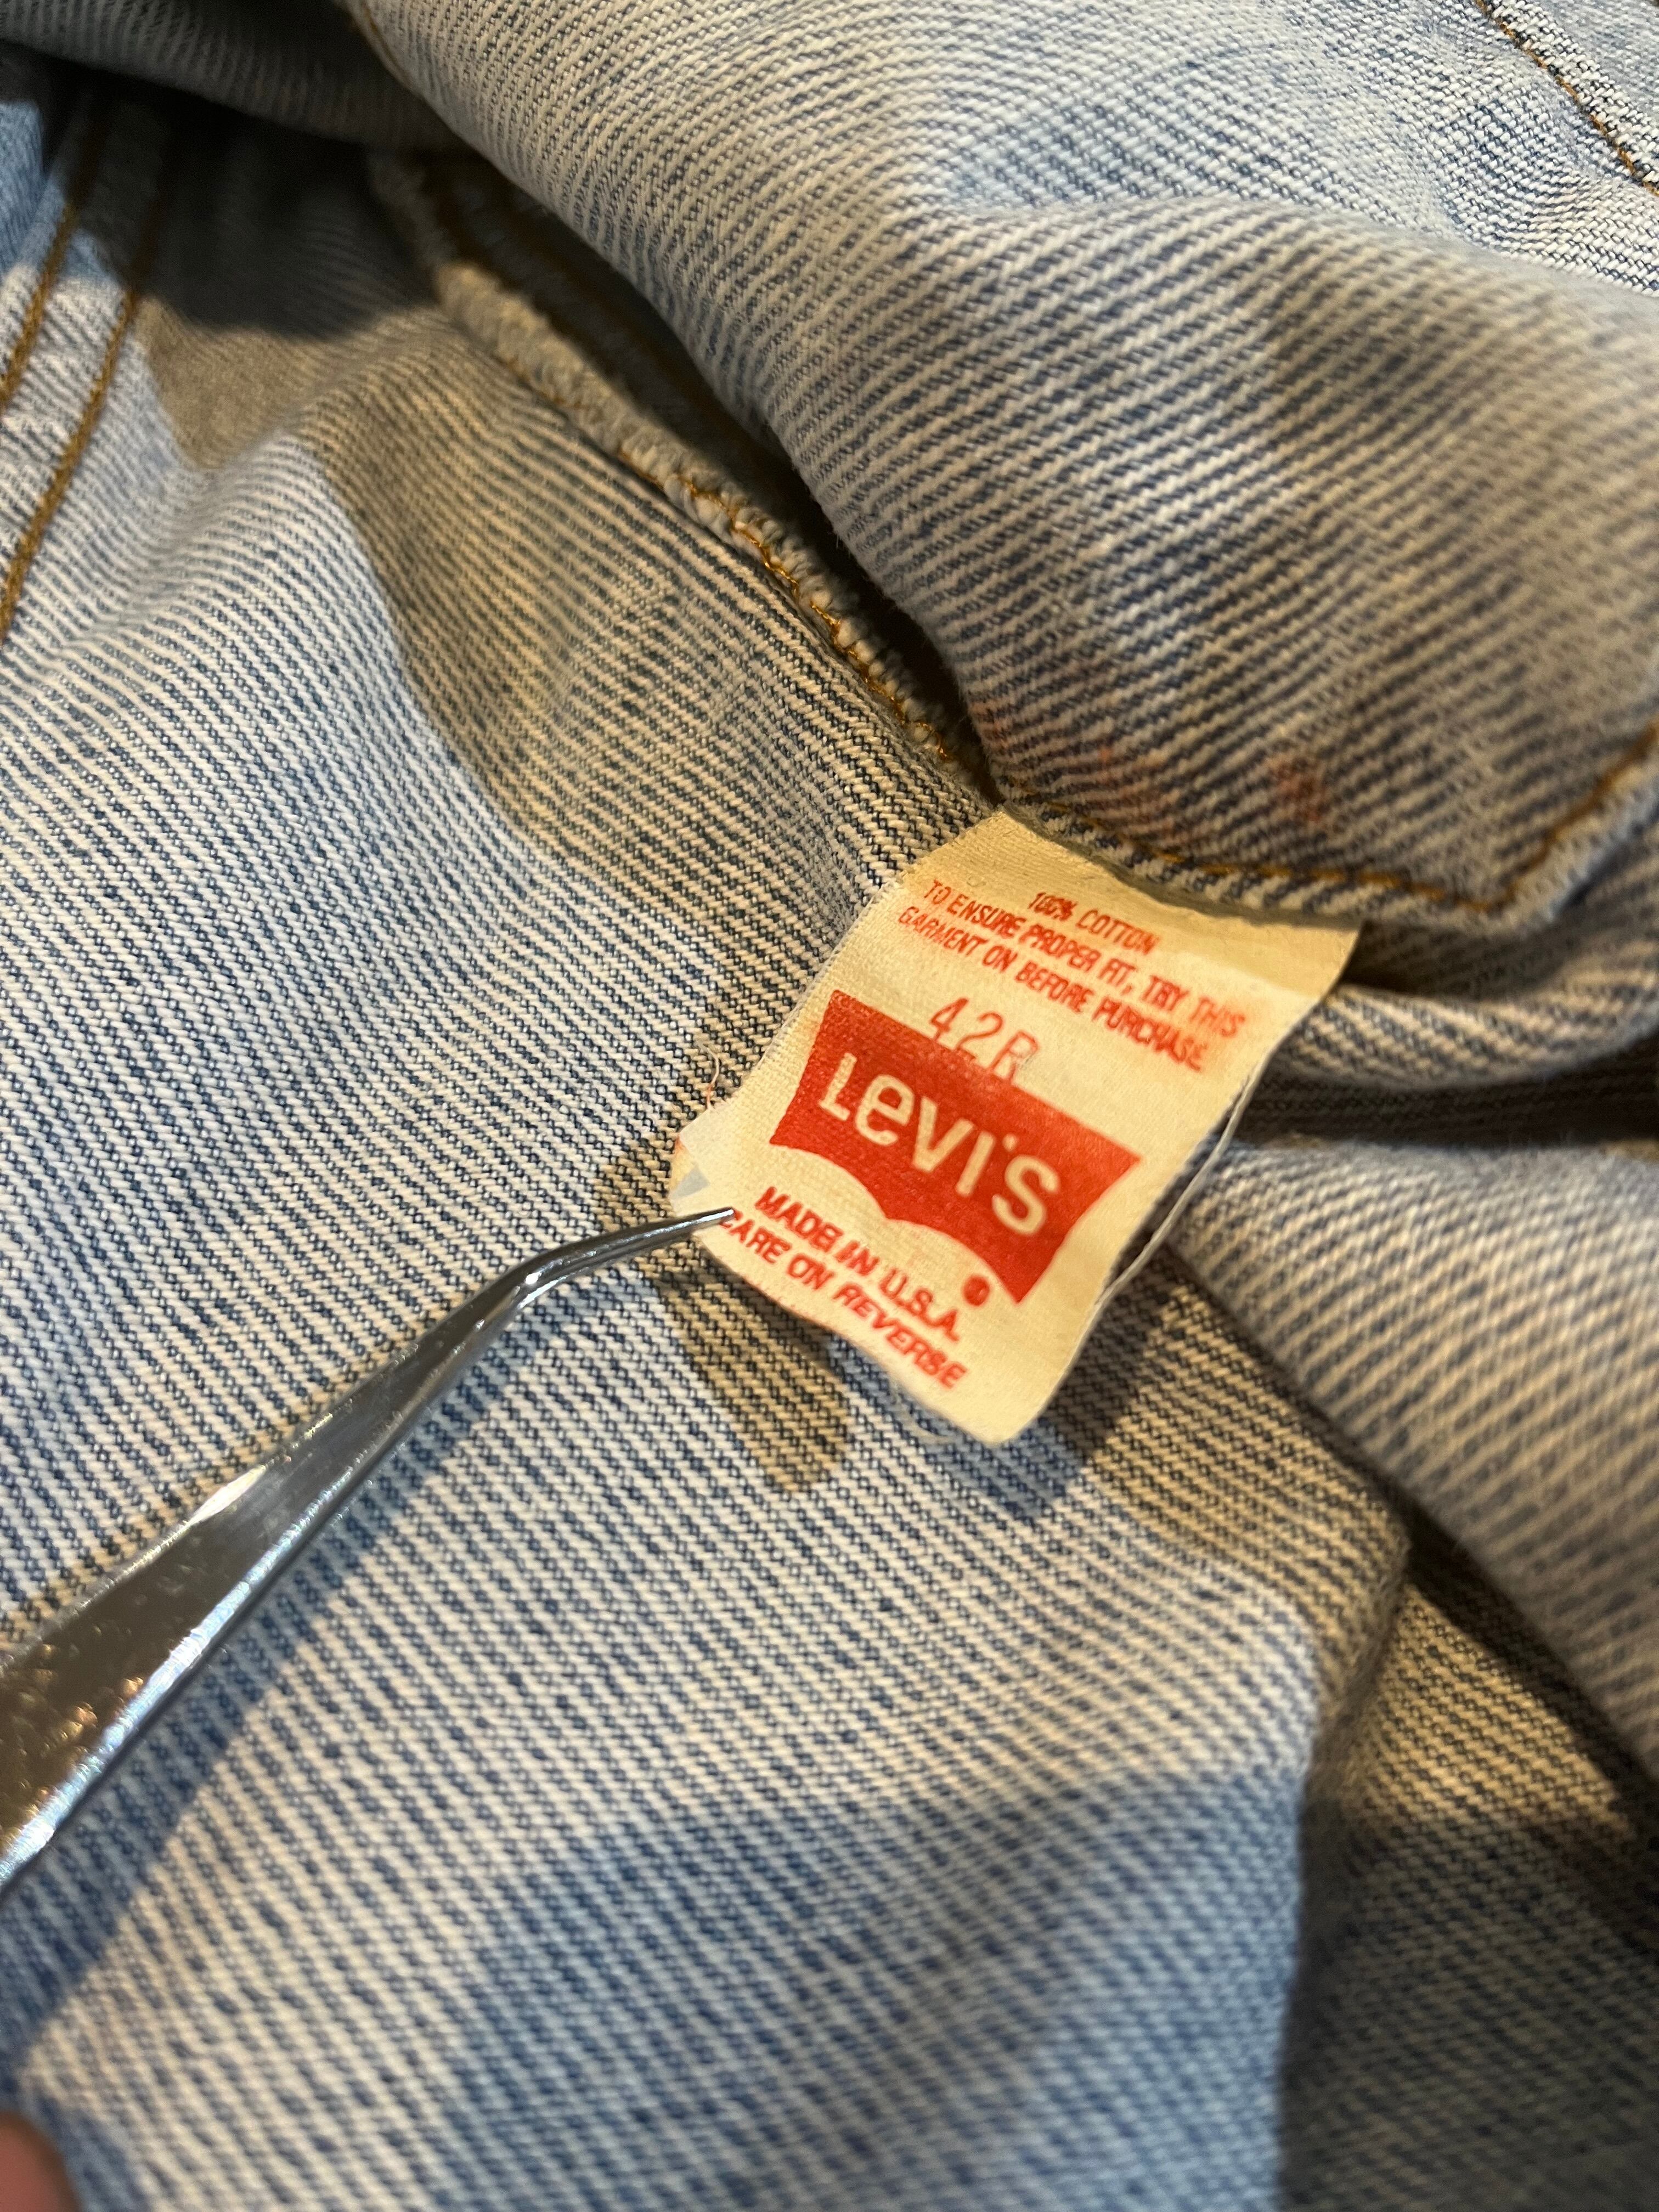 100% COTTON
TO ENSURE PROPER FIT, TRY THIS
GARMENT ON BEFORE PURCHASE
42R
LEVI'S
®
MADE IN U.S.A.
CARE ON REVERSE